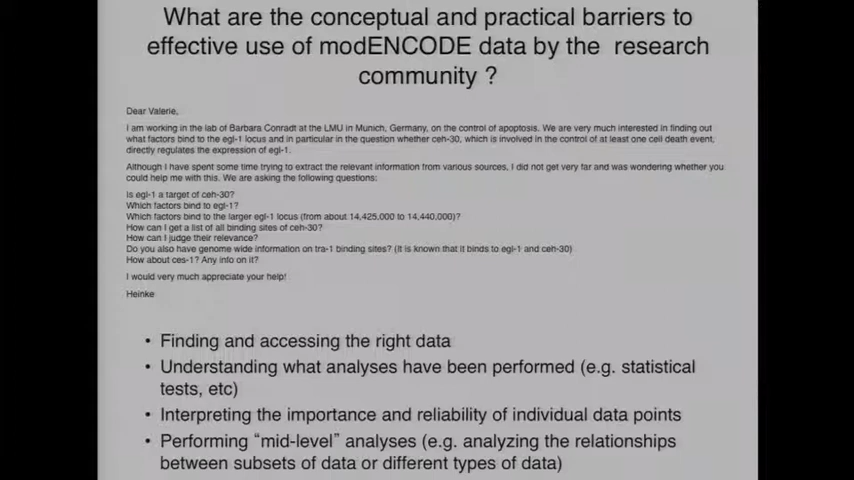 What are the conceptual and practical barriers to
effective use of modENCODE data by the research
community ?
Dear Valerie,
I am working in the lab of Barbara Conradt at the LMU in Munich, Germany, on the control of apoptosis. We are very much interested in finding out
what factors bind to the egl-1 locus and in particular in the question whether ceh-30, which is involved in the control of at least one cell death event,
directly regulates the expression of egl-1.
Although I have spent some time trying to extract the relevant information from various sources, I did not get very far and was wondering whether you
could help me with this. We are asking the following questions:
Is egl-1 a target of ceh-30?
Which factors bind to egl-1?
Which factors bind to the larger egl-1 locus (from about 14,425,000 to 14,440,000)?
How can I get a list of all binding sites of ceh-30?
How can I judge their relevance?
Do you also have genome wide information on tra-1 binding sites? (It is known that it binds to egl-1 and ceh-30)
How about ces-1? Any info on it?
I would very much appreciate your help!
Heinke
• Finding and accessing the right data
• Understanding what analyses have been performed (e.g. statistical
tests, etc)
• Interpreting the importance and reliability of individual data points
• Performing “mid-level” analyses (e.g. analyzing the relationships
between subsets of data or different types of data)